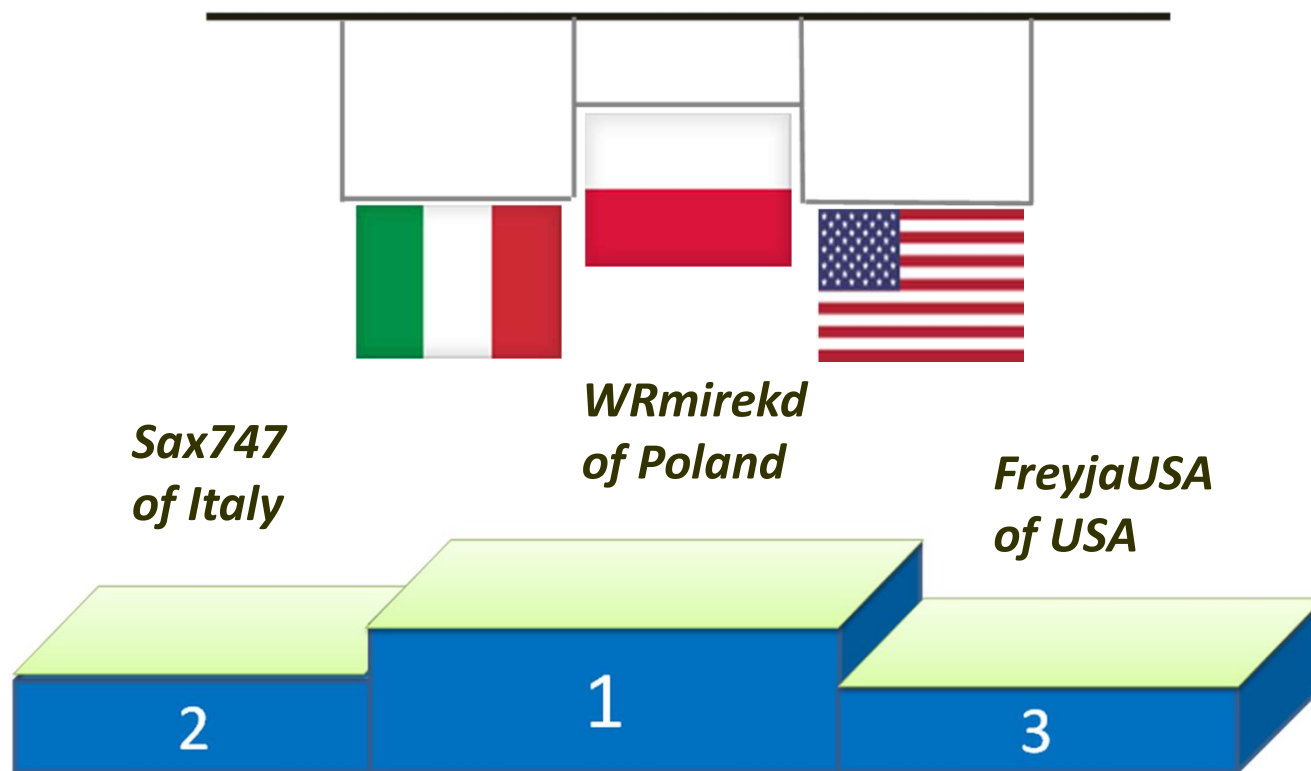 WRmirekd
of Poland
Sax747
of Italy
FreyjaUSA
of USA
2
1
3